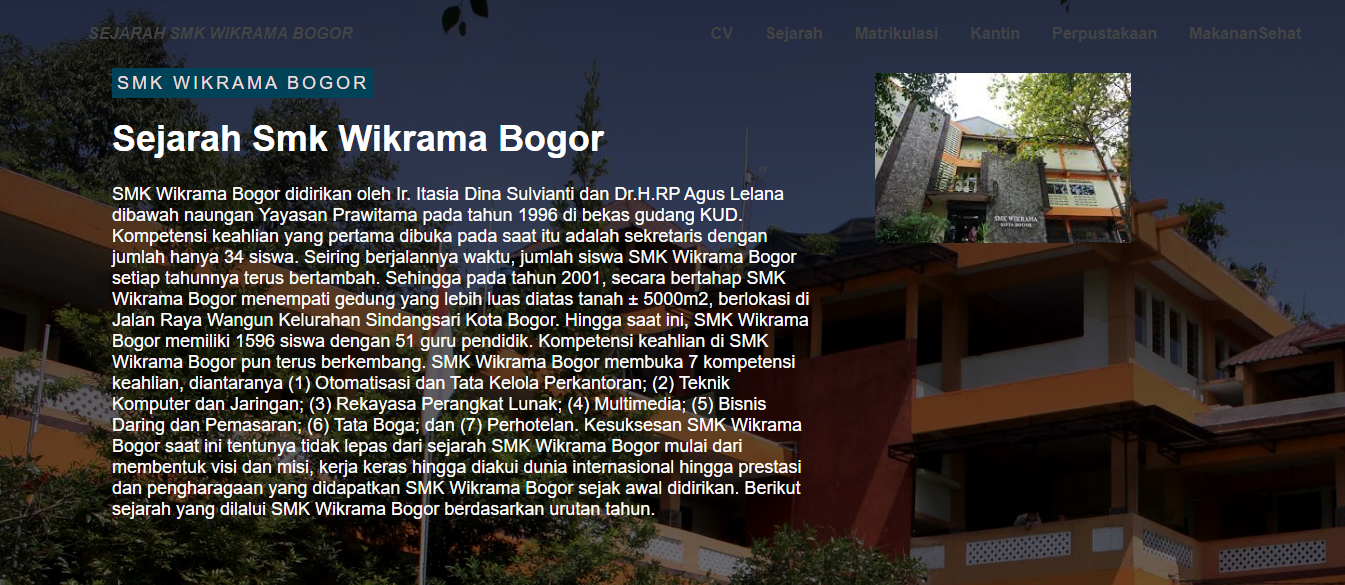 SEJARAH SMK WIKRAMA BOGOR
CV Sejarah Matrikulasi Kantin Perpustakaan MakananSehat
SMK WIKRAMA BOGOR
Sejarah Smk Wikrama Bogor
SMK WIKRAMA
KOTA BOGOR
SMK Wikrama Bogor didirikan oleh Ir. Itasia Dina Sulvianti dan Dr.H.RP Agus Lelana
dibawah naungan Yayasan Prawitama pada tahun 1996 di bekas gudang KUD.
Kompetensi keahlian yang pertama dibuka pada saat itu adalah sekretaris dengan
jumlah hanya 34 siswa. Seiring berjalannya waktu, jumlah siswa SMK Wikrama Bogor
setiap tahunnya terus bertambah. Sehingga pada tahun 2001, secara bertahap SMK
Wikrama Bogor menempati gedung yang lebih luas diatas tanah ± 5000m2, berlokasi di
Jalan Raya Wangun Kelurahan Sindangsari Kota Bogor. Hingga saat ini, SMK Wikrama
Bogor memiliki 1596 siswa dengan 51 guru pendidik. Kompetensi keahlian di SMK
Wikrama Bogor pun terus berkembang. SMK Wikrama Bogor membuka 7 kompetensi
keahlian, diantaranya (1) Otomatisasi dan Tata Kelola Perkantoran; (2) Teknik
Komputer dan Jaringan; (3) Rekayasa Perangkat Lunak; (4) Multimedia; (5) Bisnis
Daring dan Pemasaran; (6) Tata Boga; dan (7) Perhotelan. Kesuksesan SMK Wikrama
Bogor saat ini tentunya tidak lepas dari sejarah SMK Wikrama Bogor mulai dari
membentuk visi dan misi, kerja keras hingga diakui dunia internasional hingga prestasi
dan pengharagaan yang didapatkan SMK Wikrama Bogor sejak awal didirikan. Berikut
sejarah yang dilalui SMK Wikrama Bogor berdasarkan urutan tahun.